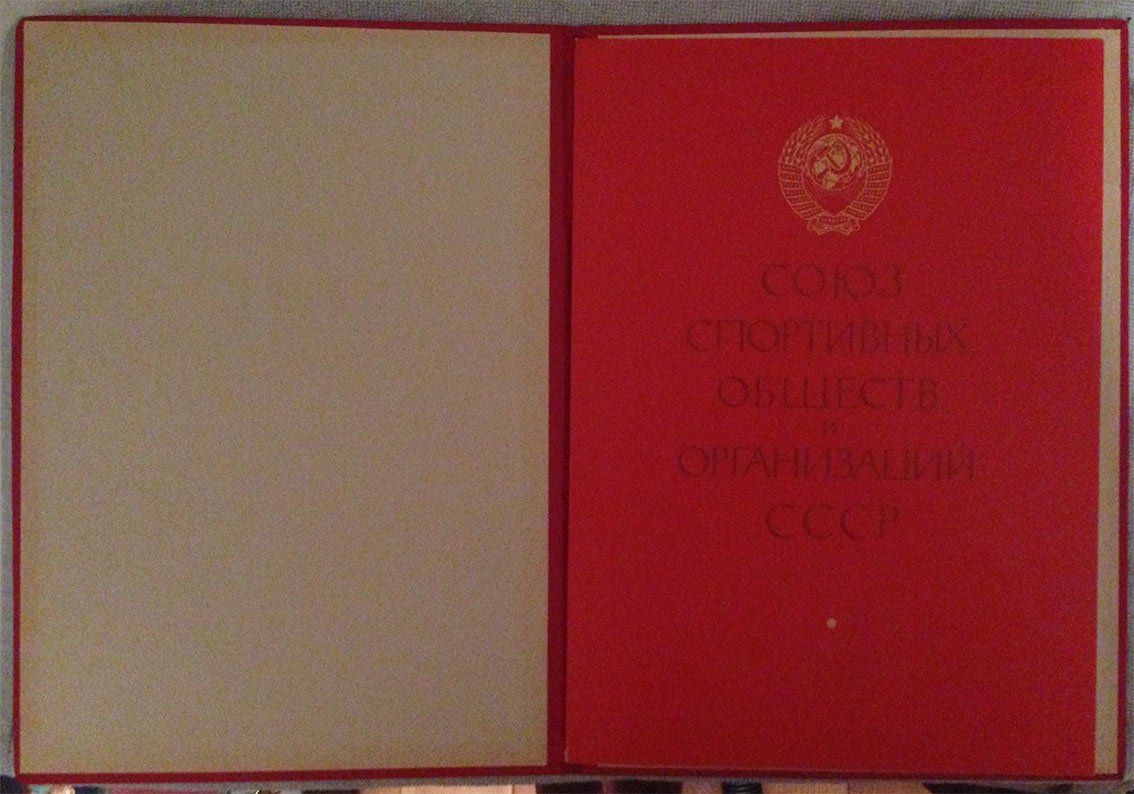 СОЮЗ
СПОРТИВНЫХ
ОБЩЕСТВ
и
ОРГАНИЗАЦИЙ
СССР